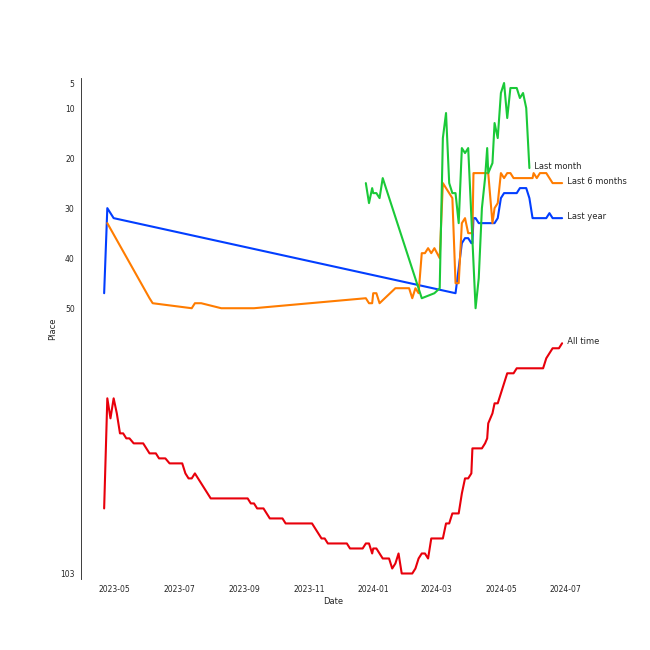 5
10
20
30
40
50
103
Place
Last month
Last 6 months
Last year
All time
2023-05
2023-07
2023-09
2023-11
2024-01
2024-03
2024-05
2024-07
Date